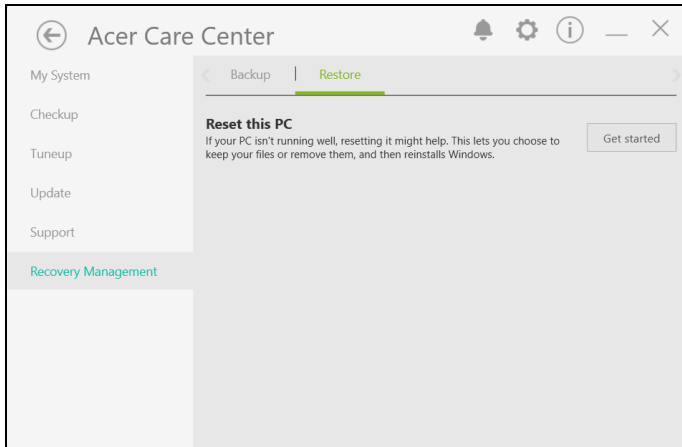 Acer Care Center
My System
Backup | Restore
Checkup
Reset this PC
If your PC isn't running well, resetting it might help. This lets you choose to
keep your files or remove them, and then reinstalls Windows.
Get started
Tuneup
Update
Support
Recovery Management